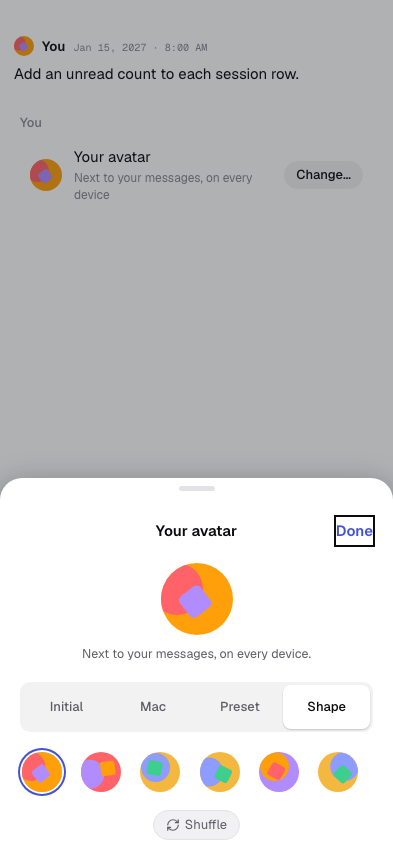 You Jan 15, 2027 · 8:00 AM
Add an unread count to each session row.
You
Your avatar
Next to your messages, on every
device
Change…
Your avatar
Done
Next to your messages, on every device.
Initial Mac Preset Shape
Shuffle